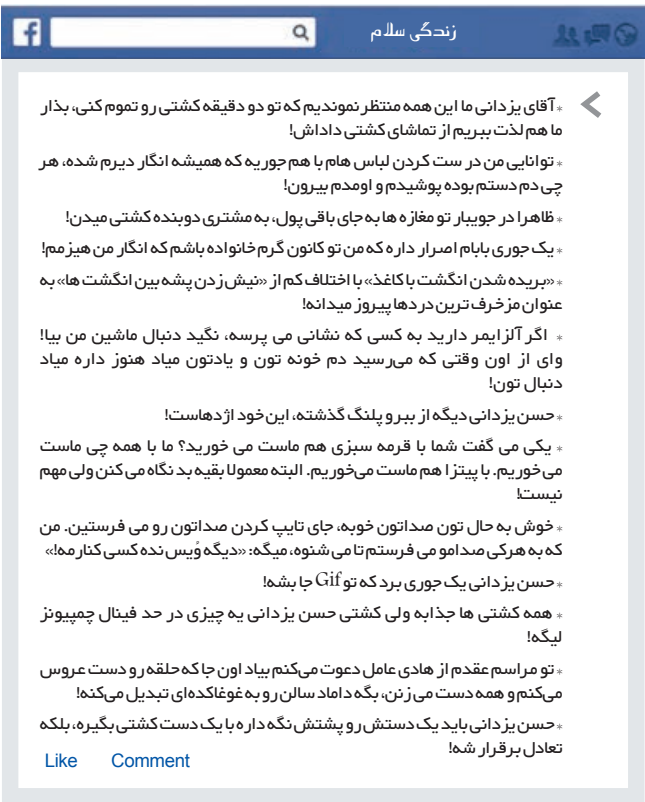 f
زندگی سلام
* آقای یزدانی ما این همه منتظر نموندیم که تو دو دقیقه کشتی رو تموم کنی، بذار
ما هم لذت ببریم از تماشای کشتی داداش!
* توانایی من در ست کردن لباس هام با هم جوریه که همیشه انگار دیرم شده، هر
چی دم دستم بوده پوشیدم و اومدم بیرون!
* ظاهرا در جویبار تو مغازه ها به‌جای باقی پول، به مشتری دوبنده کشتی میدن!
* یک جوری بابام اصرار داره که من تو کانون گرم خانواده باشم که انگار من هیزمم!
* «بریده شدن انگشت با کاغذ» با اختلاف کم از «نیش زدن پشه بین انگشت ها» به
عنوان مزخرف ترین دردها پیروز میدانه!
* اگر آلزایمر دارید به کسی که نشانی می پرسه، نگید دنبال ماشین من بیا!
وای از اون وقتی که می‌رسید دم خونه تون و یادتون میاد هنوز داره میاد
دنبال تون!
* حسن یزدانی دیگه از ببر و پلنگ گذشته، این خود اژدهاست!
* یکی می گفت شما با قرمه سبزی هم ماست می خورید؟ ما با همه چی ماست
می‌خوریم. با پیتزا هم ماست می‌خوریم. البته معمولا بقیه بد نگاه می کنن ولی مهم
نیست!
* خوش به حال تون صداتون خوبه، جای تایپ کردن صداتون رو می فرستین. من
که به هرکی صدامو می فرستم تا می شنوه، میگه: «دیگه وُیس نده کسی کنارمه!»
* حسن یزدانی یک جوری برد که تو Gif جا بشه!
* همه کشتی ها جذابه ولی کشتی حسن یزدانی یه چیزی در حد فینال چمپیونز
لیگه!
* تو مراسم عقدم از هادی عامل دعوت می‌کنم بیاد اون جا که حلقه رو دست عروس
می‌کنم و همه دست می زنن، بگه داماد سالن رو به غوغاکده‌ای تبدیل می‌کنه!
* حسن یزدانی باید یک دستش رو پشتش نگه داره با یک دست کشتی بگیره، بلکه
تعادل برقرار شه!
Like Comment